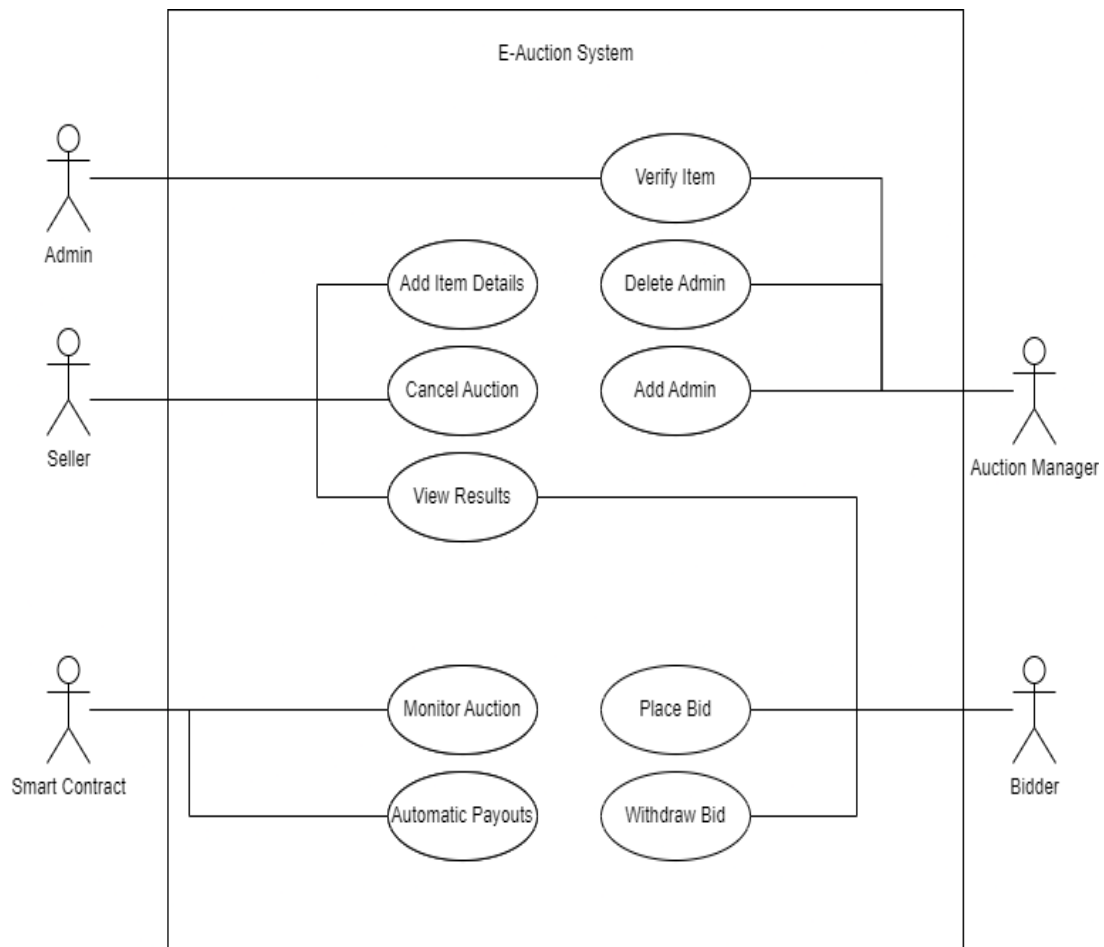 E-Auction System
Verify Item
Admin
Add Item Details
Delete Admin
Cancel Auction
Add Admin
Seller
Auction Manager
View Results
Monitor Auction
Place Bid
Smart Contract
Bidder
Automatic Payouts
Withdraw Bid